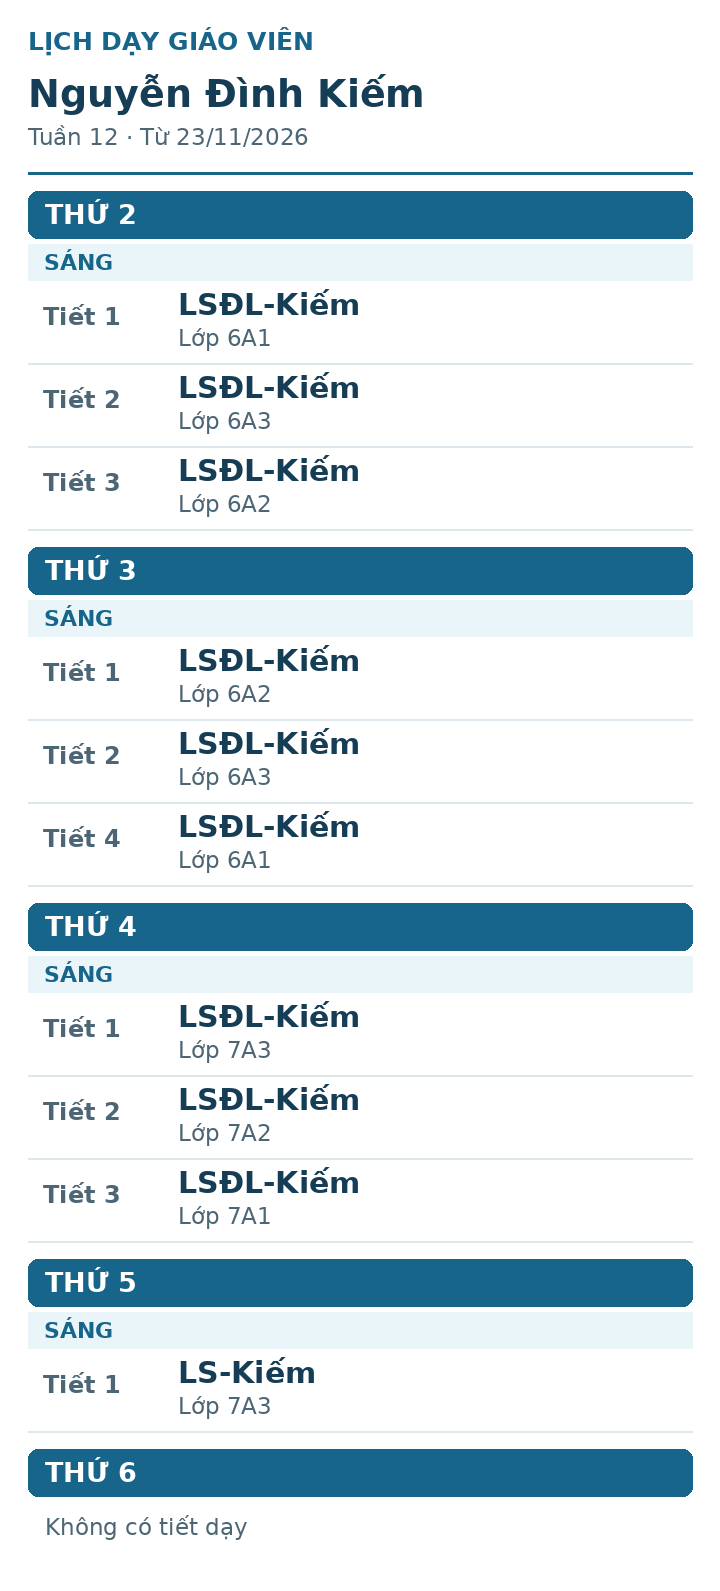 LỊCH DẠY GIÁO VIÊN
Nguyễn Đình Kiếm
Tuần 12 · Từ 23/11/2026
THỨ 2
SÁNG
Tiết 1 LSĐL-Kiếm
Lớp 6A1
Tiết 2 LSĐL-Kiếm
Lớp 6A3
Tiết 3 LSĐL-Kiếm
Lớp 6A2
THỨ 3
SÁNG
Tiết 1 LSĐL-Kiếm
Lớp 6A2
Tiết 2 LSĐL-Kiếm
Lớp 6A3
Tiết 4 LSĐL-Kiếm
Lớp 6A1
THỨ 4
SÁNG
Tiết 1 LSĐL-Kiếm
Lớp 7A3
Tiết 2 LSĐL-Kiếm
Lớp 7A2
Tiết 3 LSĐL-Kiếm
Lớp 7A1
THỨ 5
SÁNG
Tiết 1 LS-Kiếm
Lớp 7A3
THỨ 6
Không có tiết dạy